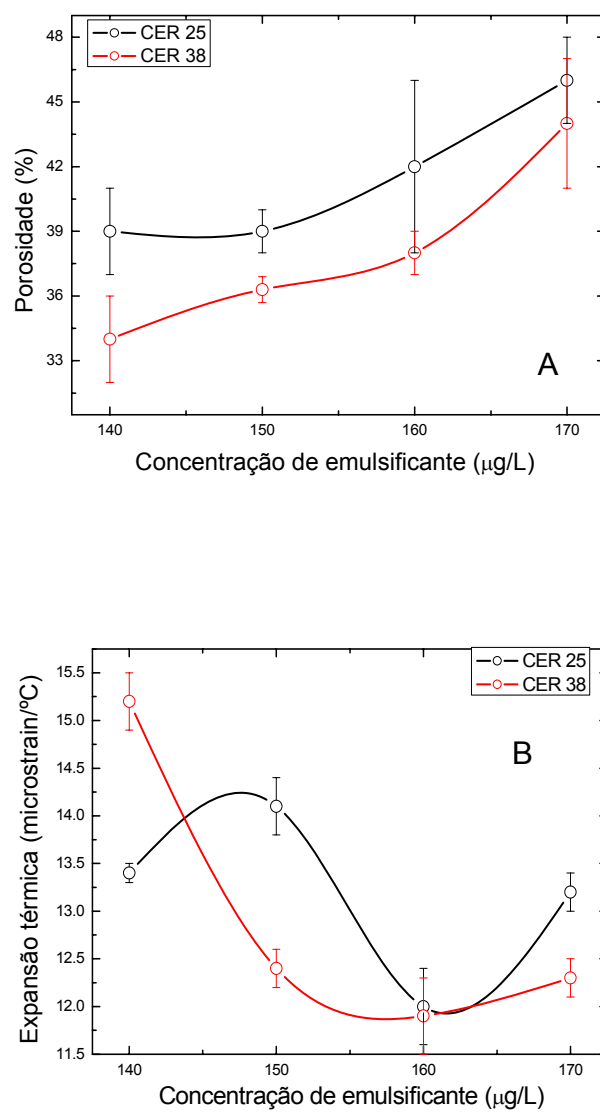 48
45
42
39
36
33
Porosidade (%)
CER 25
CER 38
A
140 150 160 170
Concentração de emulsificante (μg/L)
15.5
15.0
14.5
14.0
13.5
13.0
12.5
12.0
11.5
Expansão térmica (microstrain/ºC)
CER 25
CER 38
B
140 150 160 170
Concentração de emulsificante (μg/L)